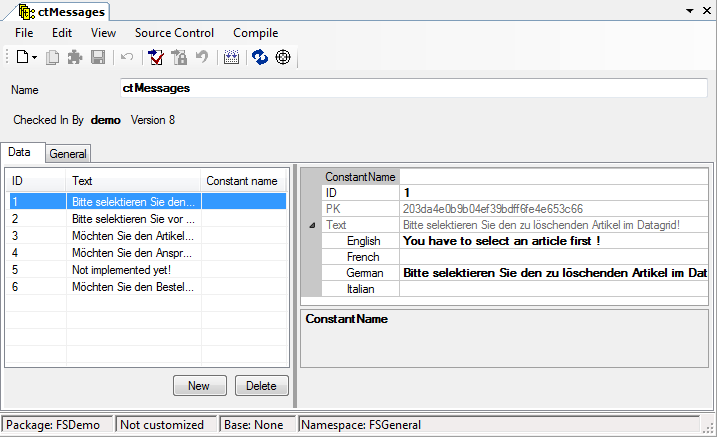 ctMessages
File Edit View Source Control Compile
Name ctMessages
Checked In By demo Version 8
Data General
ID Text Constant name
1 Bitte selektieren Sie den...
2 Bitte selektieren Sie vor ...
3 Möchten Sie den Artikel...
4 Möchten Sie den Anspr...
5 Not implemented yet!
6 Möchten Sie den Bestel...
New Delete
ConstantName
ID 1
PK 203da4e0b9b04ef39bdff6fe4e653c66
Text Bitte selektieren Sie den zu löschenden Artikel im Datagrid!
English You have to select an article first !
French
German Bitte selektieren Sie den zu löschenden Artikel im Dat
Italian
ConstantName
Package: FSDemo Not customized Base: None Namespace: FSGeneral